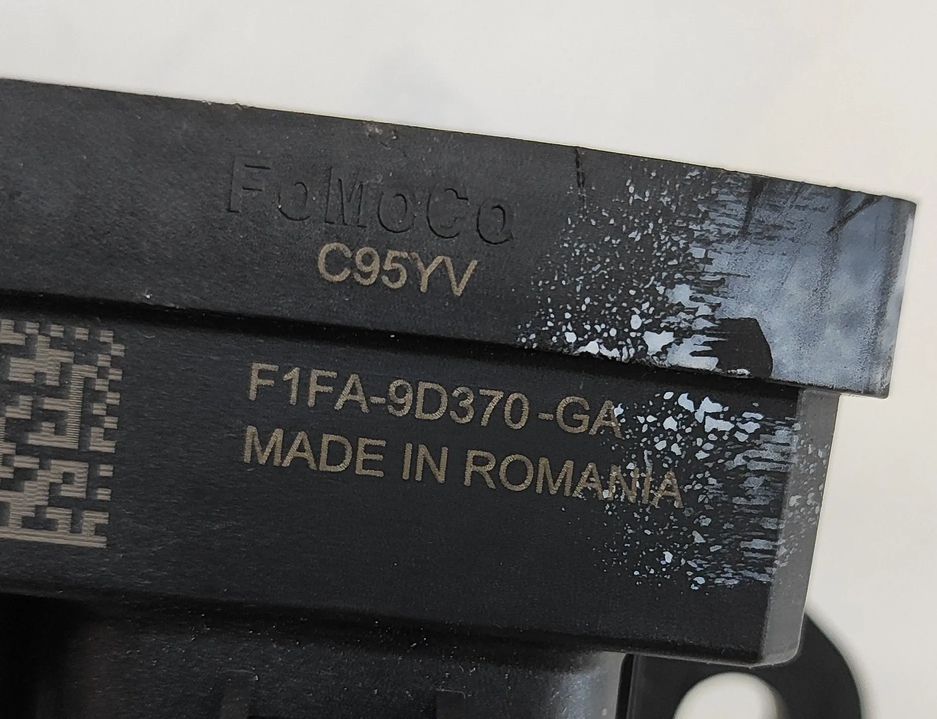 FoMoCo
C95YV
F1FA-9D370-GA
MADE IN ROMANIA